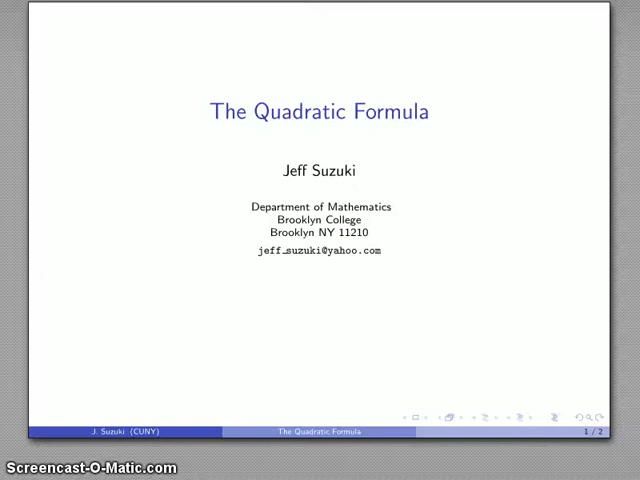 The Quadratic Formula
Jeff Suzuki
Department of Mathematics
Brooklyn College
Brooklyn NY 11210
jeff_suzuki@yahoo.com
J. Suzuki (CUNY)
The Quadratic Formula
1 / 2
Screencast-O-Matic.com